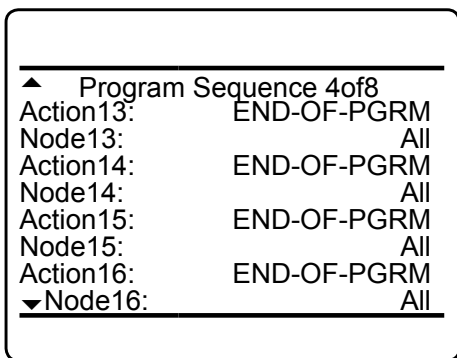 Program Sequence 4of8
Action13: END-OF-PGRM
Node13: All
Action14: END-OF-PGRM
Node14: All
Action15: END-OF-PGRM
Node15: All
Action16: END-OF-PGRM
Node16: All